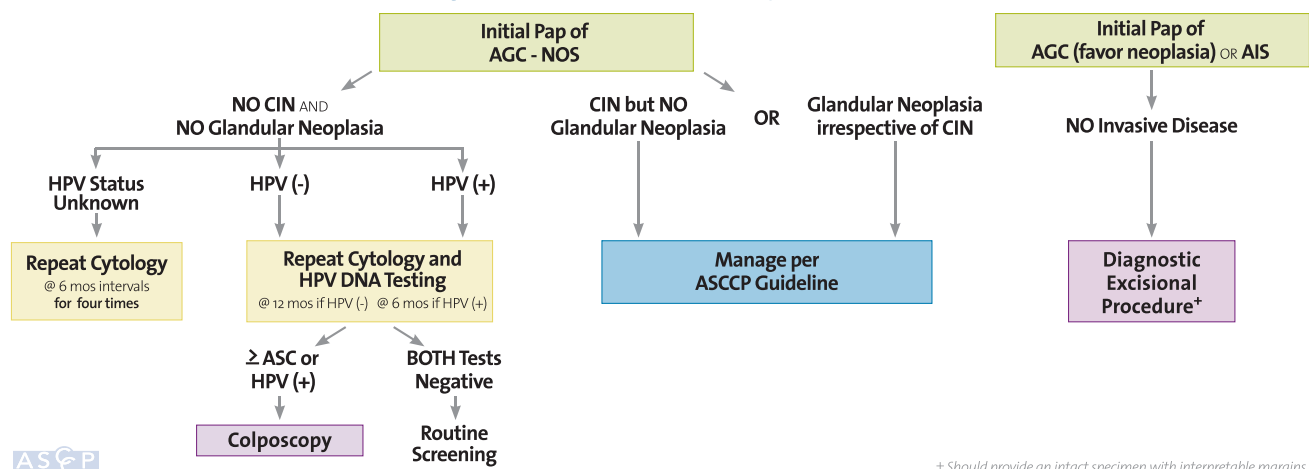 Initial Pap of
AGC - NOS
Initial Pap of
AGC (favor neoplasia) OR AIS
NO CIN AND
NO Glandular Neoplasia
CIN but NO
Glandular Neoplasia
OR
Glandular Neoplasia
irrespective of CIN
NO Invasive Disease
HPV Status
Unknown
HPV (-)
HPV (+)
Repeat Cytology
@ 6 mos intervals
for four times
Repeat Cytology and
HPV DNA Testing
@ 12 mos if HPV (-) @ 6 mos if HPV (+)
Manage per
ASCCP Guideline
Diagnostic
Excisional
Procedure+
≥ ASC or
HPV (+)
BOTH Tests
Negative
Colposcopy
Routine
Screening
ASCCP
+ Should provide an intact specimen with interpretable margins